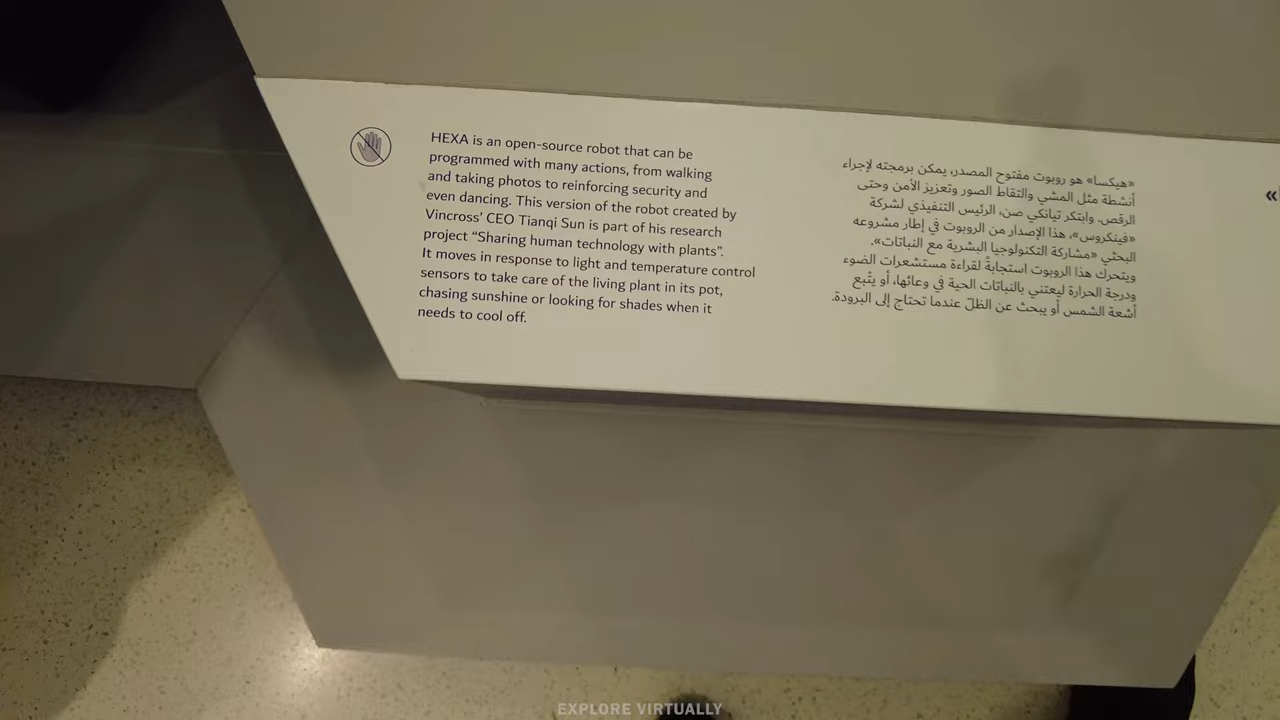 HEXA is an open-source robot that can be
programmed with many actions, from walking
and taking photos to reinforcing security and
even dancing. This version of the robot created by
Vincross’ CEO Tianqi Sun is part of his research
project “Sharing human technology with plants”.
It moves in response to light and temperature control
sensors to take care of the living plant in its pot,
chasing sunshine or looking for shades when it
needs to cool off.
«هيكسا» هو روبوت مفتوح المصدر، يمكن برمجته لإجراء
أنشطة مثل المشي والتقاط الصور وتعزيز الأمن وحتى
الرقص. وابتكر تيانكي صن، الرئيس التنفيذي لشركة
«فينكروس»، هذا الإصدار من الروبوت في إطار مشروعه
البحثي «مشاركة التكنولوجيا البشرية مع النباتات».
ويتحرك هذا الروبوت استجابةً لقراءة مستشعرات الضوء
ودرجة الحرارة ليعتني بالنباتات الحية في وعائها، أو يتّبع
أشعة الشمس أو يبحث عن الظلّ عندما تحتاج إلى البرودة.
»
EXPLORE VIRTUALLY